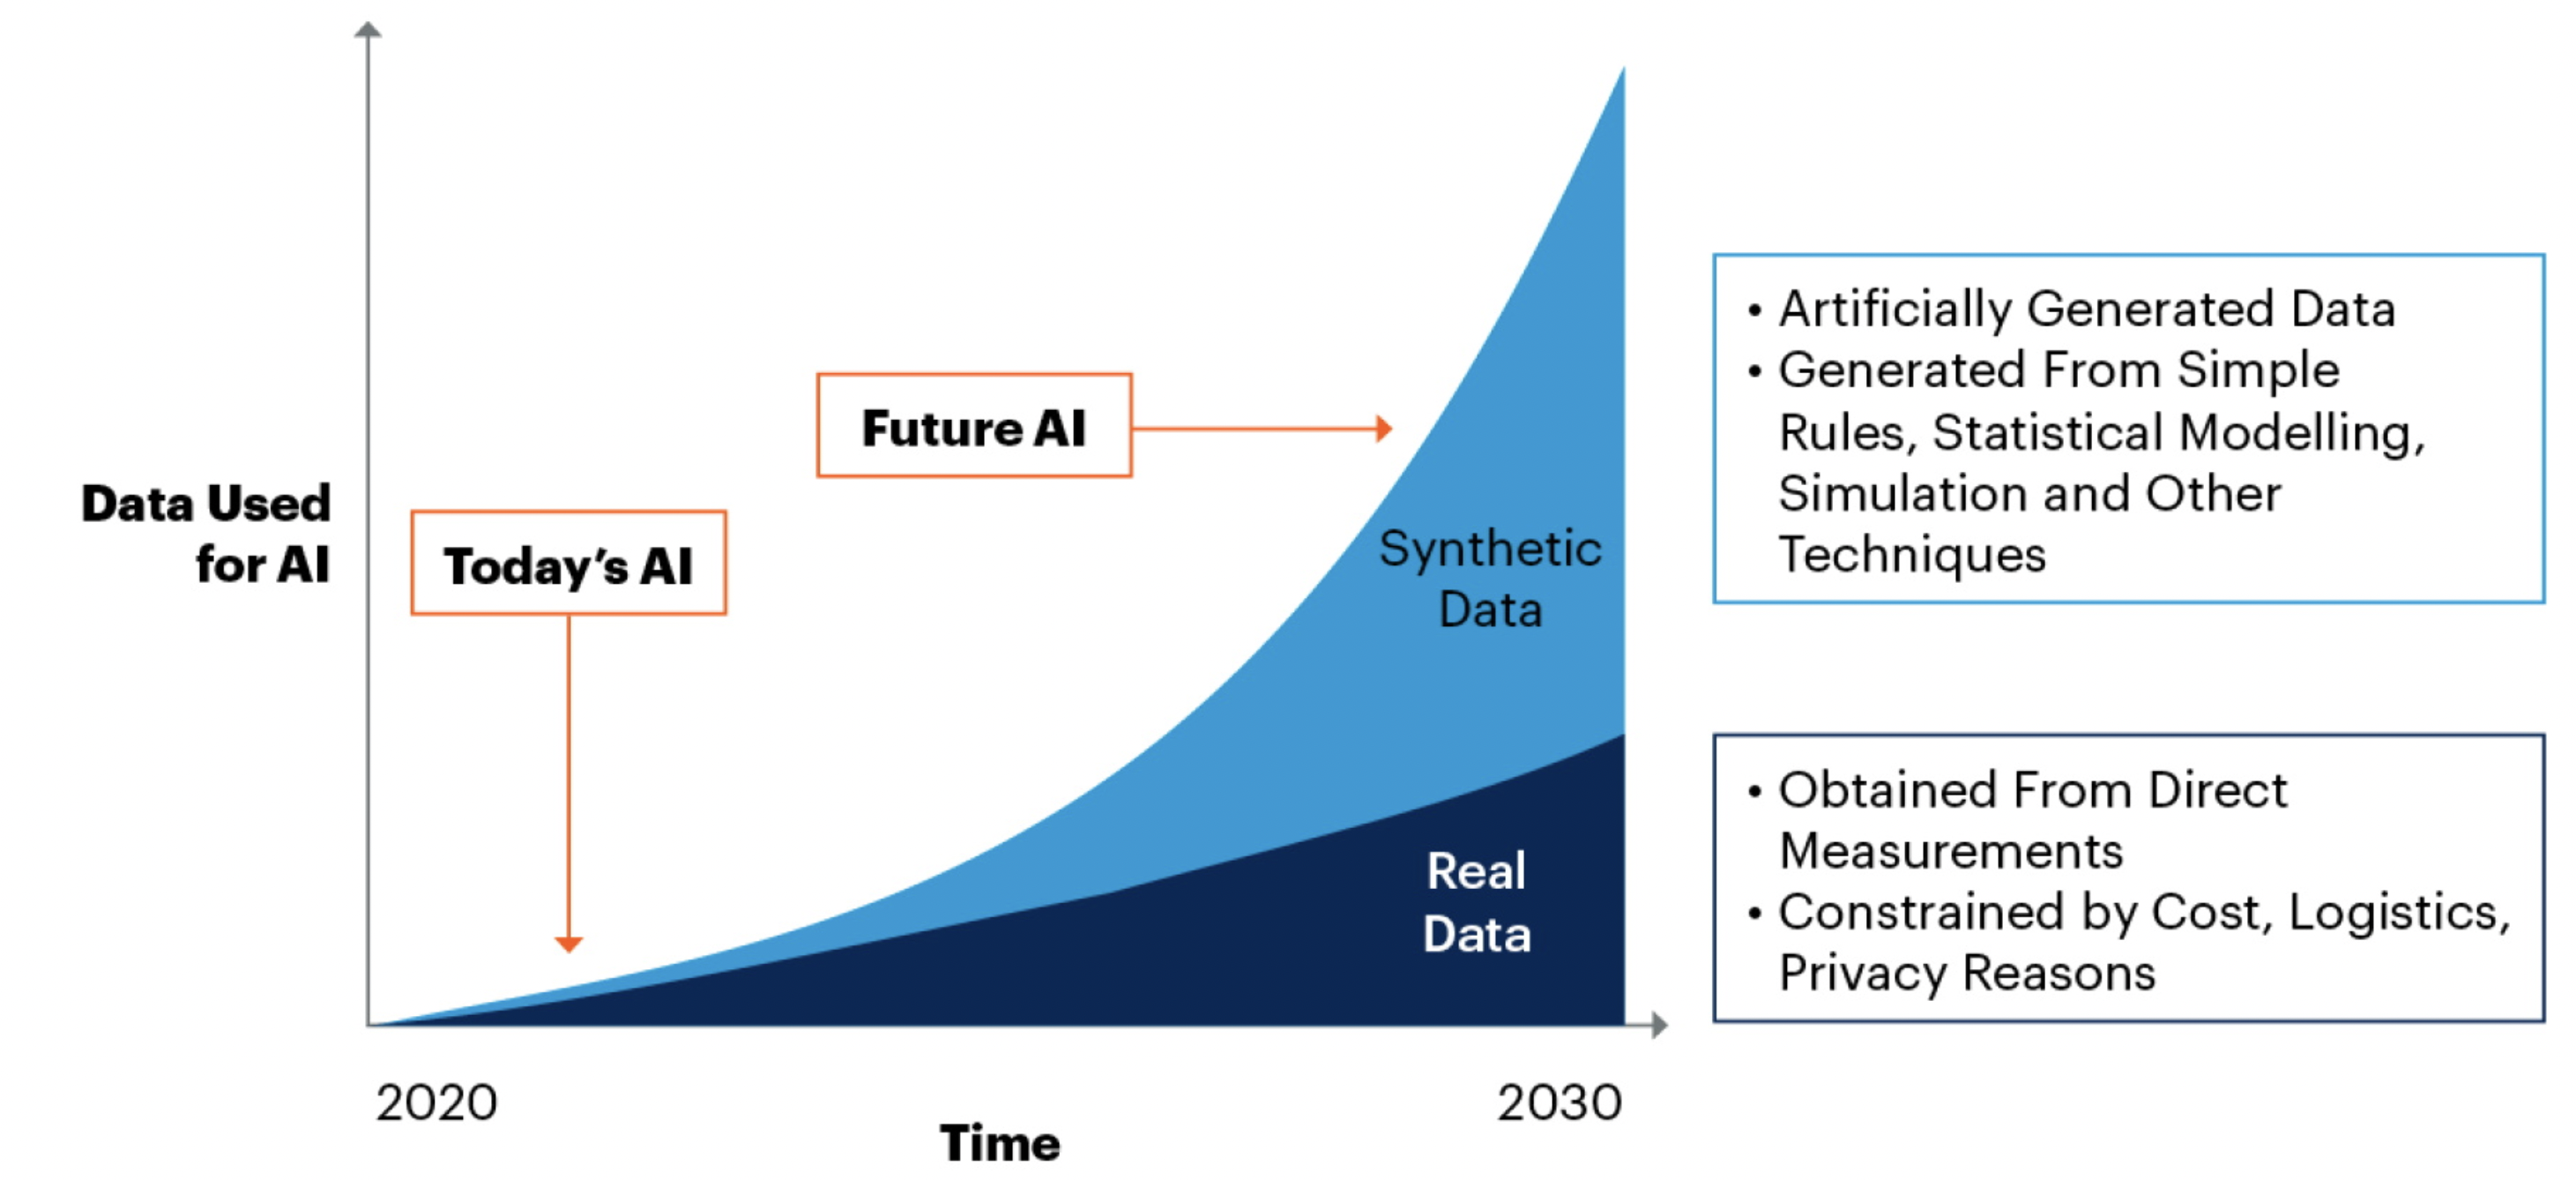 Future AI
Data Used
for AI
Today's AI
Synthetic
Data
Real
Data
2020
2030
Time
• Artificially Generated Data
• Generated From Simple
Rules, Statistical Modelling,
Simulation and Other
Techniques
• Obtained From Direct
Measurements
• Constrained by Cost, Logistics,
Privacy Reasons